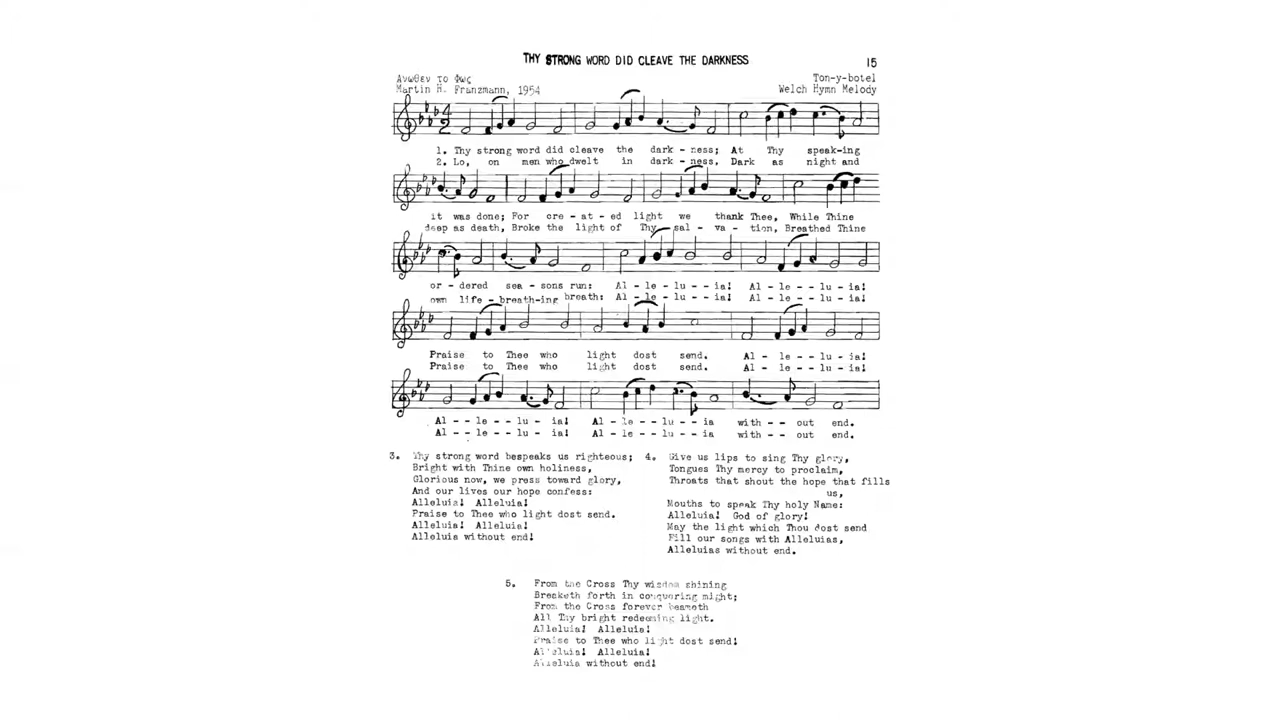 THY STRONG WORD DID CLEAVE THE DARKNESS
15
Ανωθεν το Φως
Ton-y-botel
Martin H. Franzmann, 1954
Welch Hymn Melody
1. Thy strong word did cleave the dark - ness; At Thy speak-ing
2. Lo, on men who dwelt in dark - ness, Dark as night and
it was done; For cre - at - ed light we thank Thee, While Thine
deep as death, Broke the light of Thy sal - va - tion, Breathed Thine
or - dered sea - sons run: Al - le - lu - - ia! Al - le - - lu - ia!
own life - breath-ing breath: Al - le - lu - - ia! Al - le - - lu - ia!
Praise to Thee who light dost send. Al - le - - lu - ia!
Praise to Thee who light dost send. Al - le - - lu - ia!
Al - - le - - lu - ia! Al - le - - lu - - ia with - - out end.
Al - - le - - lu - ia! Al - le - - lu - - ia with - - out end.
3. Thy strong word bespeaks us righteous;
Bright with Thine own holiness,
Glorious now, we press toward glory,
And our lives our hope confess:
Alleluia! Alleluia!
Praise to Thee who light dost send.
Alleluia! Alleluia!
Alleluia without end!
4. Give us lips to sing Thy glory,
Tongues Thy mercy to proclaim,
Throats that shout the hope that fills
us,
Mouths to speak Thy holy Name:
Alleluia! God of glory!
May the light which Thou dost send
Fill our songs with Alleluias,
Alleluias without end.
5. From the Cross Thy wisdom shining
Breaketh forth in conquering might;
From the Cross forever beameth
All Thy bright redeeming light.
Alleluia! Alleluia!
Praise to Thee who light dost send!
Alleluia! Alleluia!
Alleluia without end!